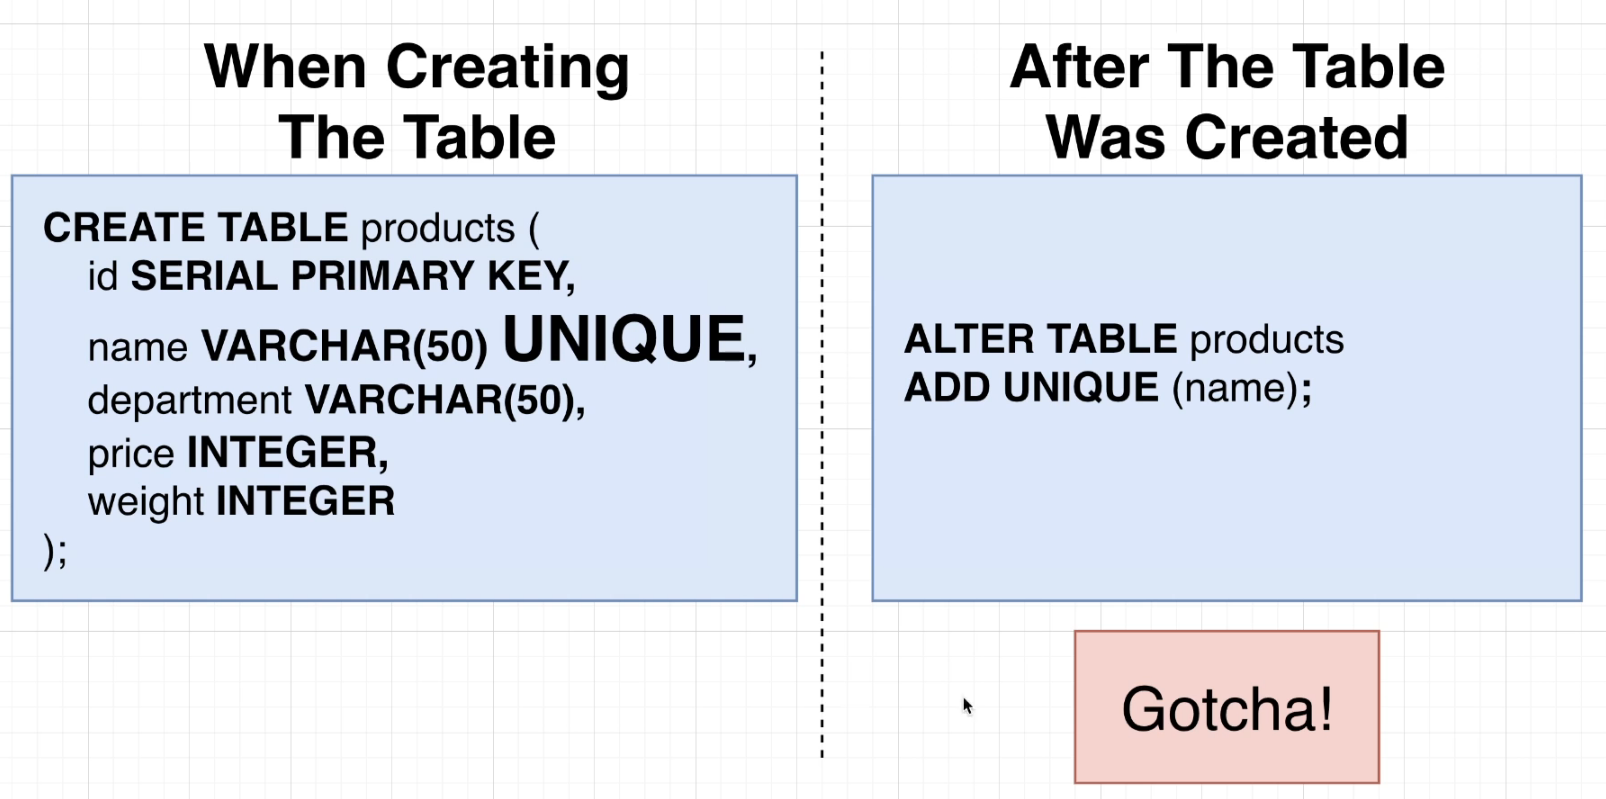 When Creating
The Table
CREATE TABLE products (
id SERIAL PRIMARY KEY,
name VARCHAR(50) UNIQUE,
department VARCHAR(50),
price INTEGER,
weight INTEGER
);
After The Table
Was Created
ALTER TABLE products
ADD UNIQUE (name);
Gotcha!